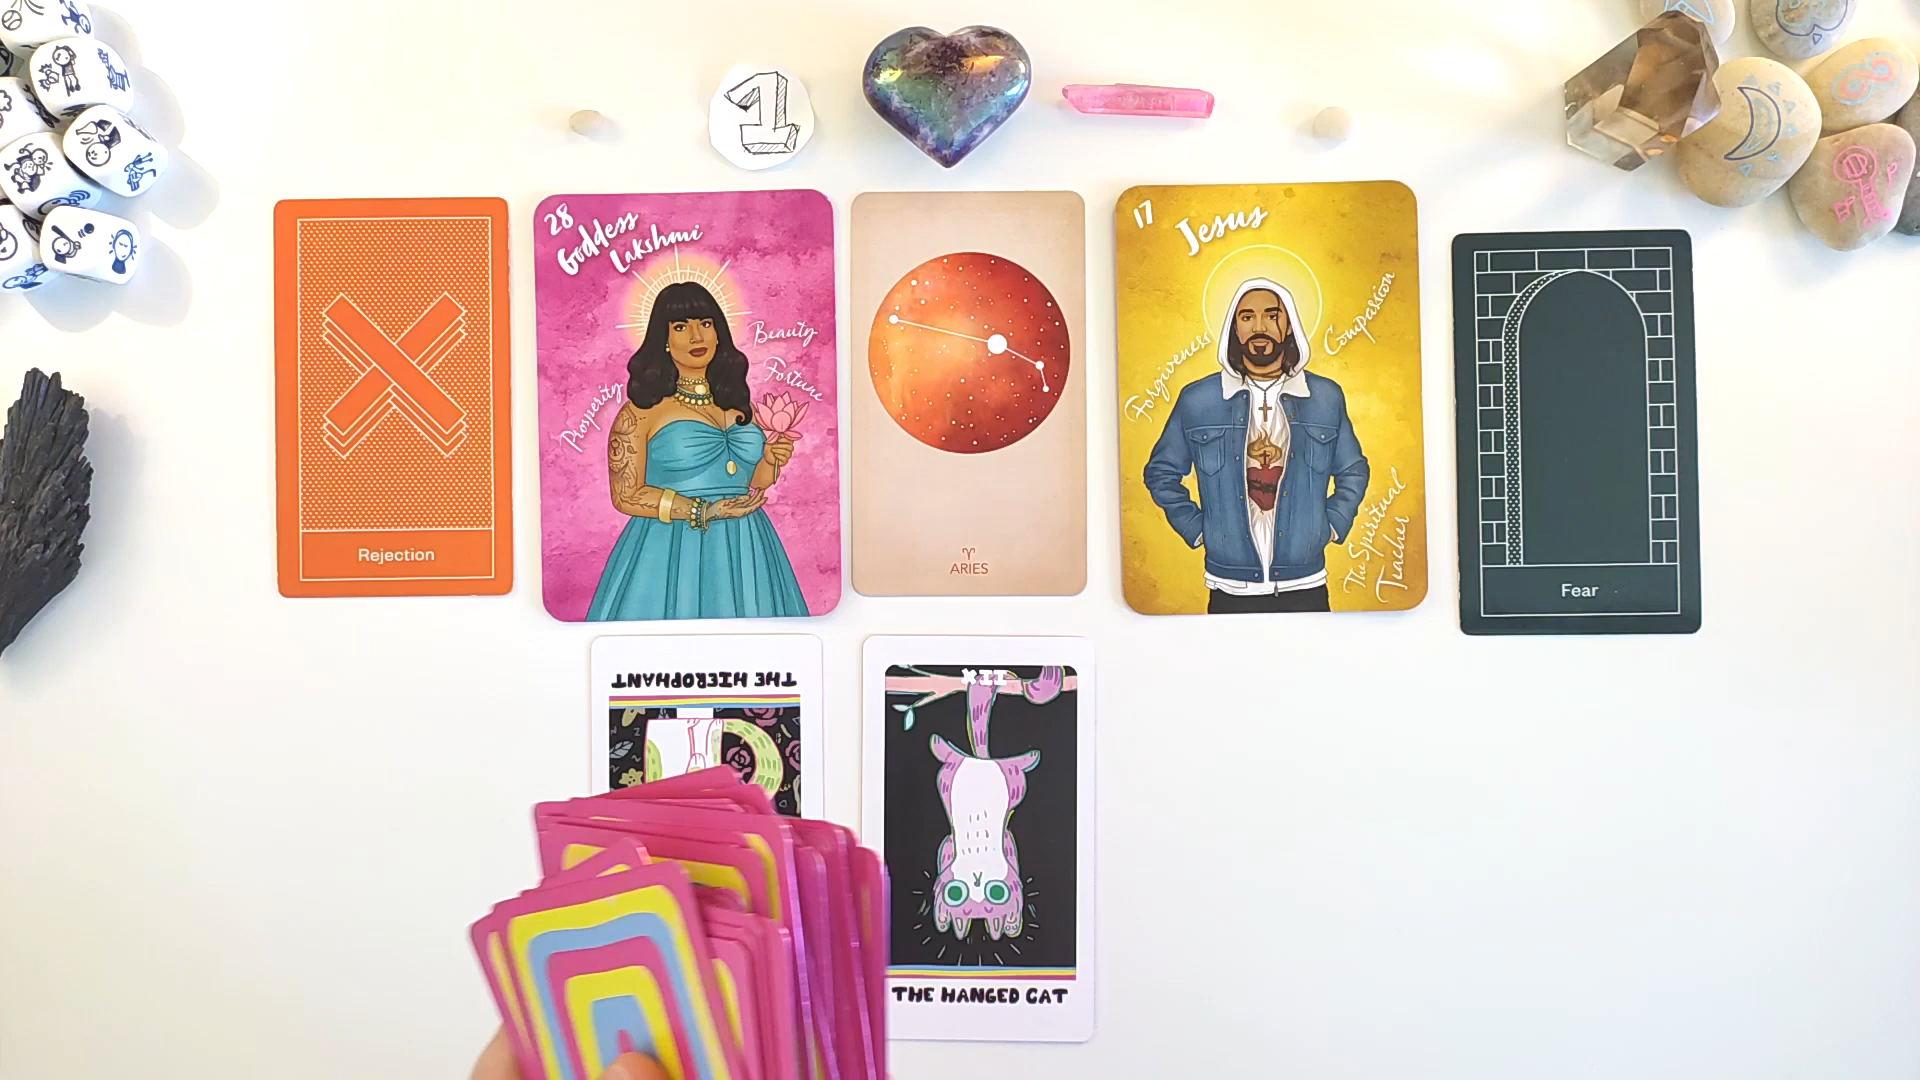 1
Rejection
28
Goddess
Lakshmi
Beauty
Fortune
Prosperity
♈
ARIES
17
Jesus
Forgiveness
Compassion
The Spiritual
Teacher
Fear
THE HIEROPHANT
XII
THE HANGED CAT